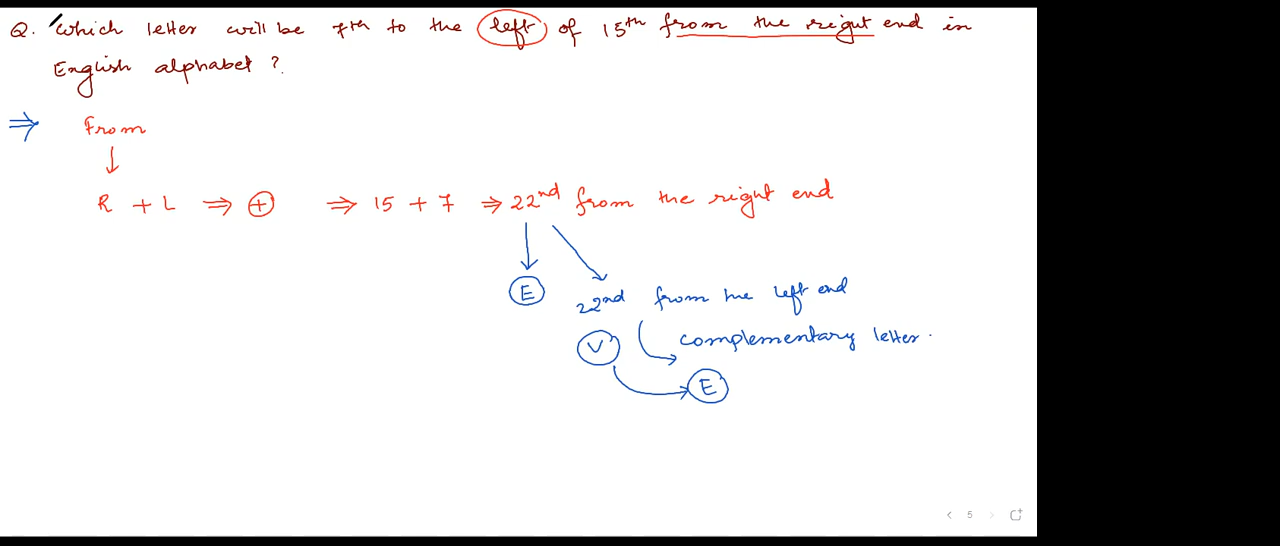 Q. Which letter will be 7th to the left of 15th from the right end in
English alphabet ?
⇒ From
↓
R + L ⇒ ⊕ ⇒ 15 + 7 ⇒ 22nd from the right end
E
22nd from the left end
V complementary letter.
E
5